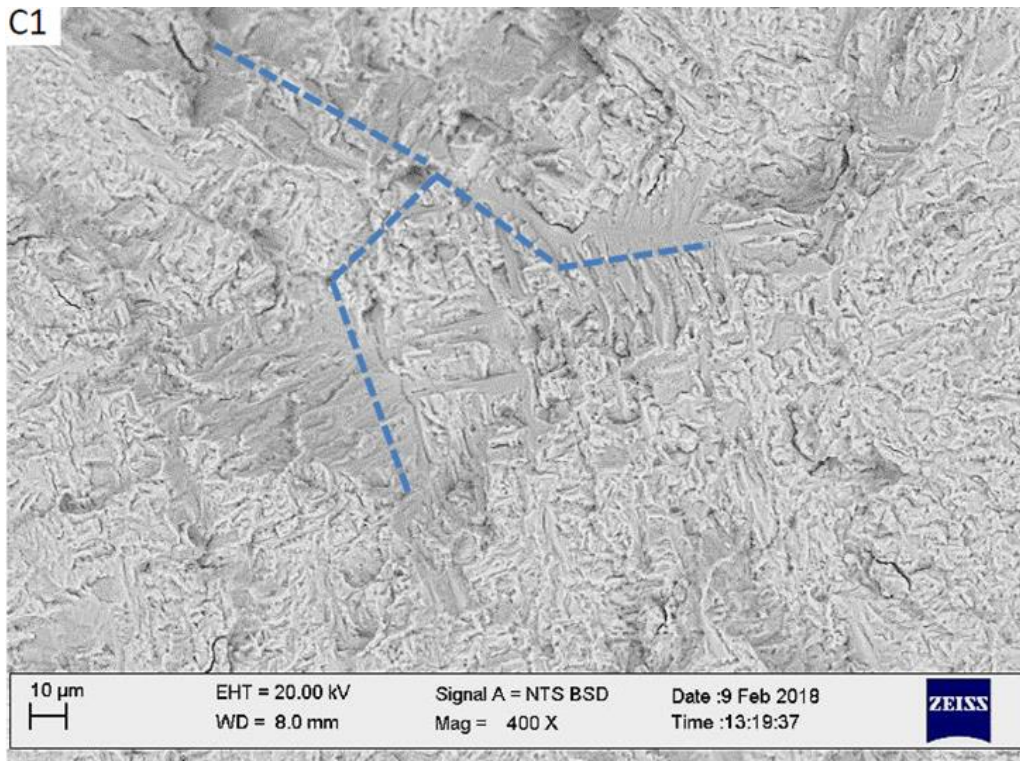 C1
10 µm
EHT = 20.00 kV
Signal A = NTS BSD
Date :9 Feb 2018
WD = 8.0 mm
Mag = 400 X
Time :13:19:37
ZEISS